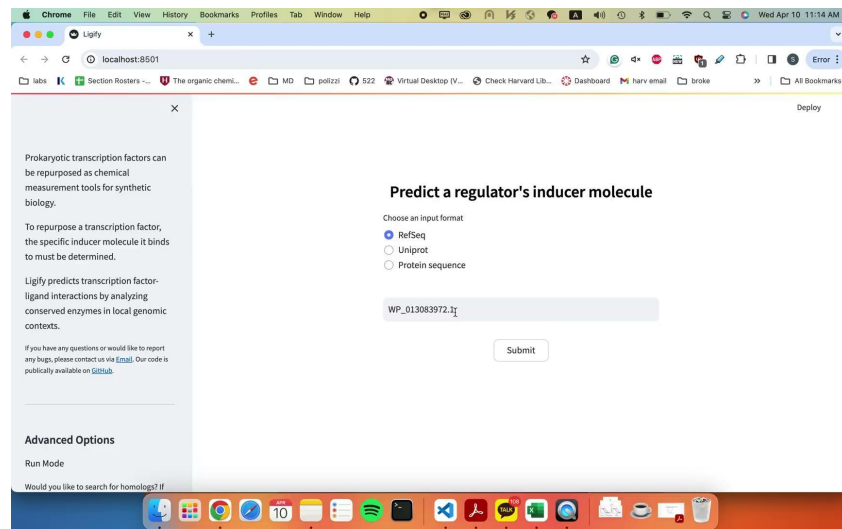 Chrome File Edit View History Bookmarks Profiles Tab Window Help Wed Apr 10 11:14 AM
Ligify
localhost:8501 Error
labs Section Rosters -... The organic chemi... MD polizzi 522 Virtual Desktop (V... Check Harvard Lib... Dashboard harv email broke » All Bookmarks
Deploy
Prokaryotic transcription factors can
be repurposed as chemical
measurement tools for synthetic
biology.
To repurpose a transcription factor,
the specific inducer molecule it binds
to must be determined.
Ligify predicts transcription factor-
ligand interactions by analyzing
conserved enzymes in local genomic
contexts.
If you have any questions or would like to report
any bugs, please contact us via Email. Our code is
publically available on GitHub.
Advanced Options
Run Mode
Would you like to search for homologs? If
Predict a regulator's inducer molecule
Choose an input format
RefSeq
Uniprot
Protein sequence
WP_013083972.1
Submit
APR
10
TALK
108